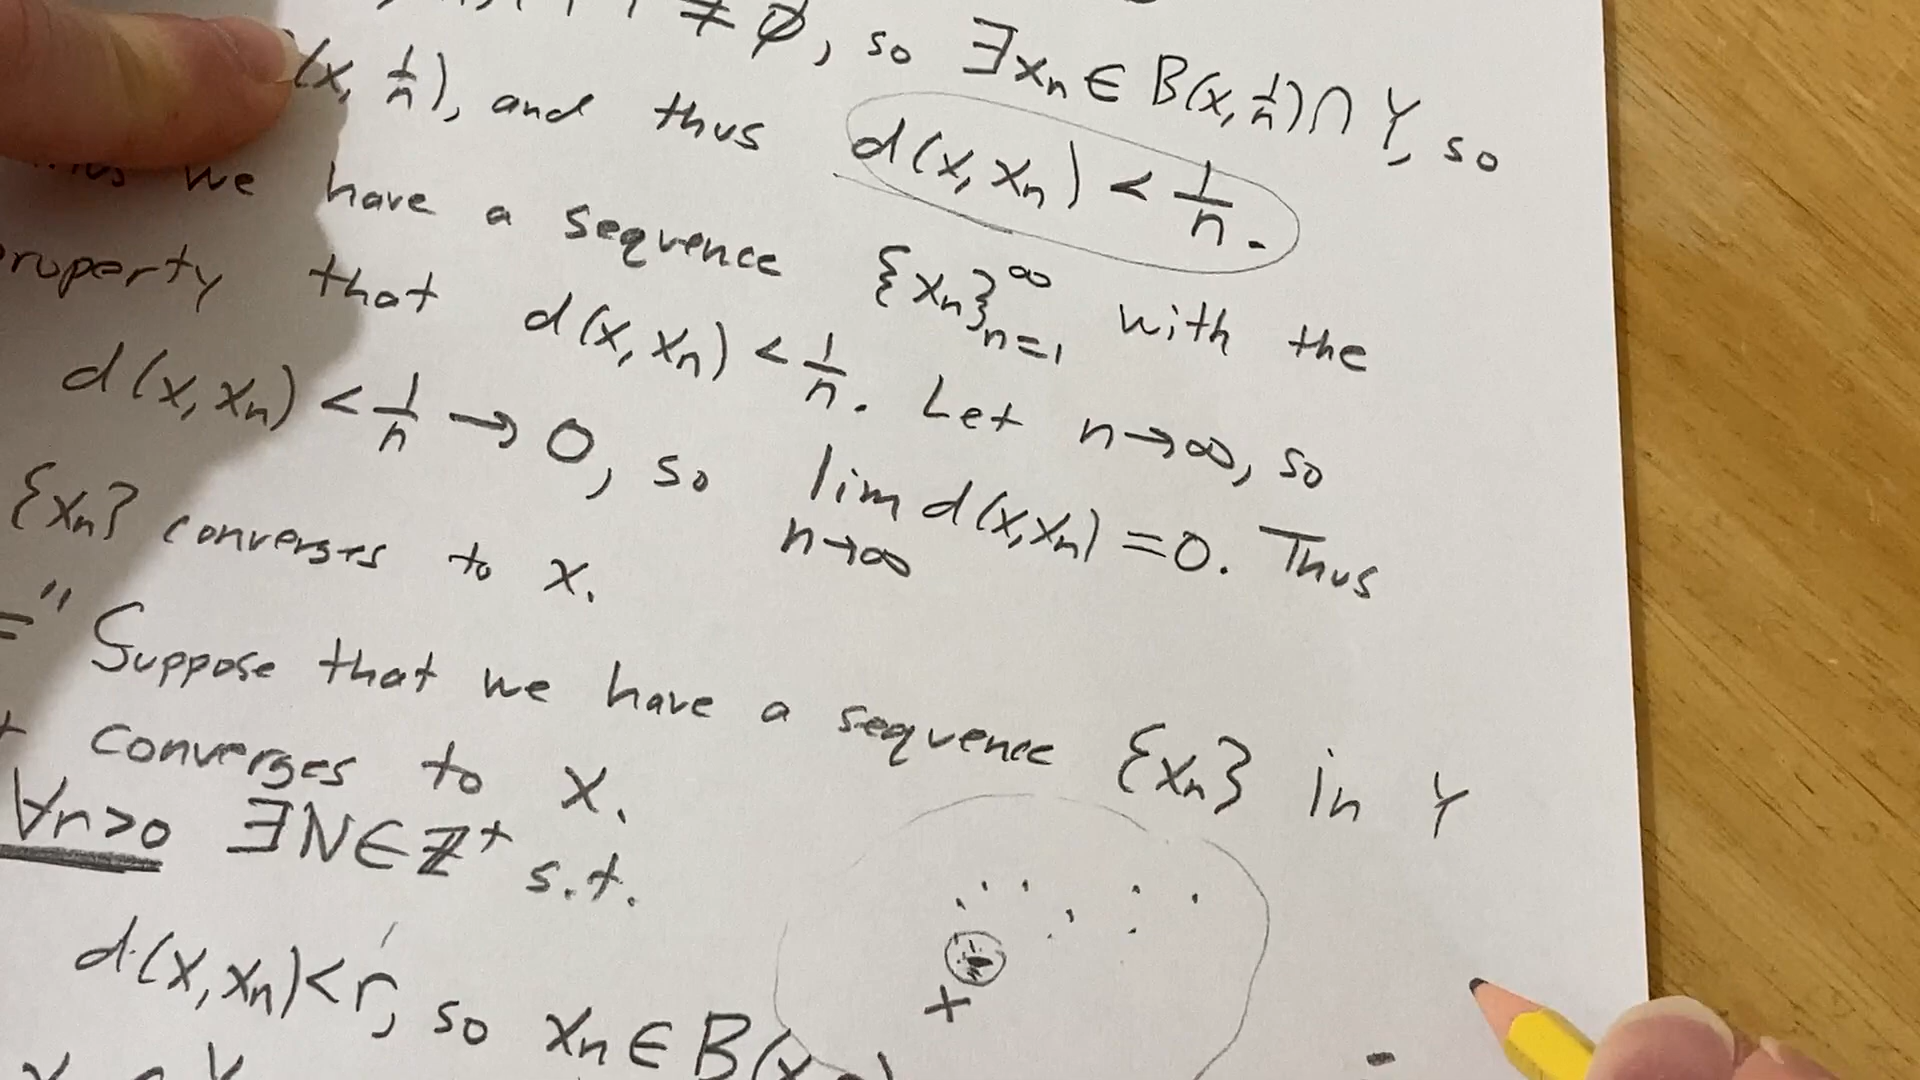 ≠ ∅, so ∃xₙ ∈ B(x, 1/n) ∩ Y, so
(x, 1/n), and thus d(x, xₙ) < 1/n.
we have a sequence {xₙ}ₙ₌₁^∞ with the
property that d(x, xₙ) < 1/n. Let n→∞, so
d(x, xₙ) < 1/n → 0, so lim n→∞ d(x, xₙ) = 0. Thus
{xₙ} converges to x.
=" Suppose that we have a sequence {xₙ} in Y
converges to x.
∀r>0 ∃N∈ℤ⁺ s.t.
d(x, xₙ) < r, so xₙ ∈ B(x
x